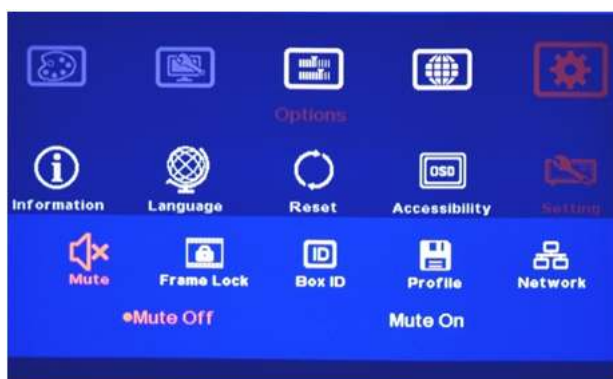 Options
Information Language Reset Accessibility Setting
OSD
ID
Mute Frame Lock Box ID Profile Network
Mute Off Mute On